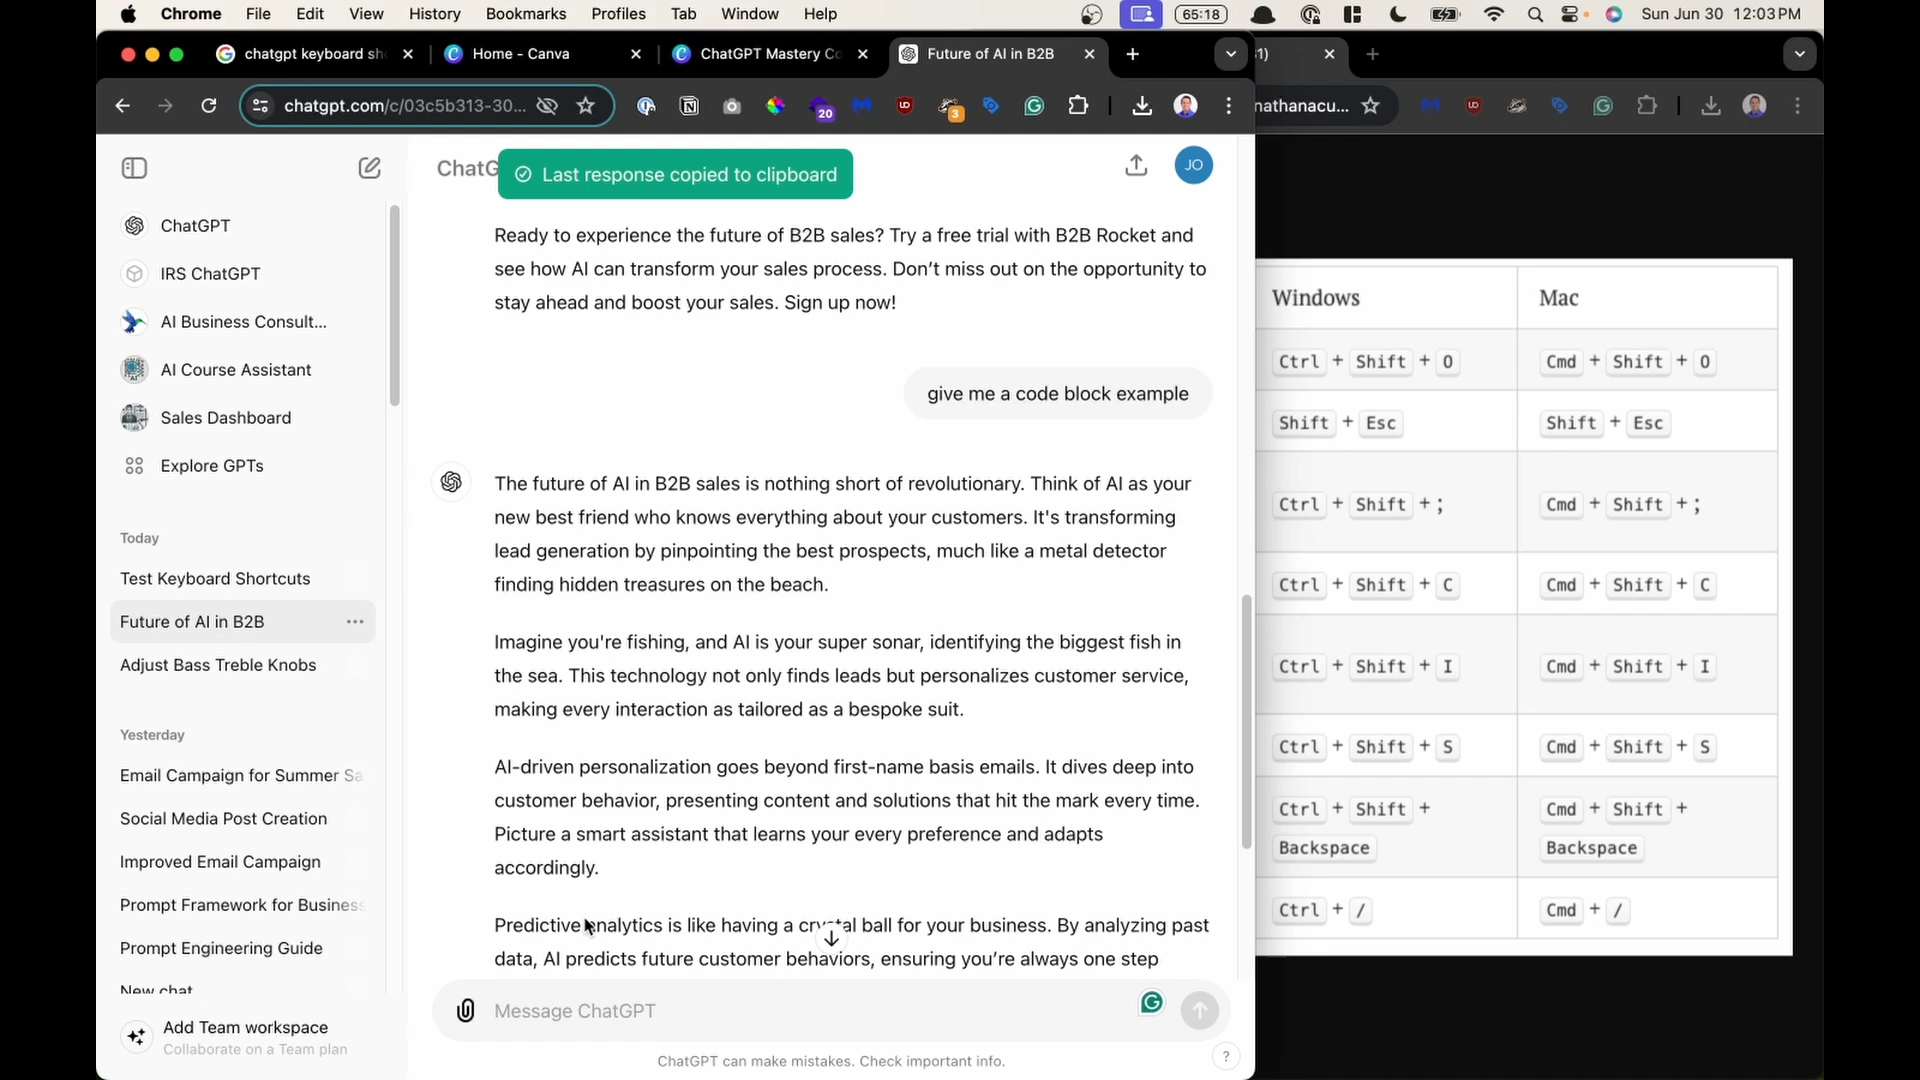 Chrome File Edit View History Bookmarks Profiles Tab Window Help 65:18 Sun Jun 30 12:03 PM
chatgpt keyboard sh Home - Canva ChatGPT Mastery Co Future of AI in B2B
chatgpt.com/c/03c5b313-30... 20 3 nathanacu...
ChatG
Last response copied to clipboard
JO
ChatGPT
IRS ChatGPT
AI Business Consult...
AI Course Assistant
Sales Dashboard
Explore GPTs
Today
Test Keyboard Shortcuts
Future of AI in B2B
Adjust Bass Treble Knobs
Yesterday
Email Campaign for Summer Sa
Social Media Post Creation
Improved Email Campaign
Prompt Framework for Business
Prompt Engineering Guide
New chat
Add Team workspace
Collaborate on a Team plan
Ready to experience the future of B2B sales? Try a free trial with B2B Rocket and
see how AI can transform your sales process. Don’t miss out on the opportunity to
stay ahead and boost your sales. Sign up now!
give me a code block example
The future of AI in B2B sales is nothing short of revolutionary. Think of AI as your
new best friend who knows everything about your customers. It's transforming
lead generation by pinpointing the best prospects, much like a metal detector
finding hidden treasures on the beach.
Imagine you're fishing, and AI is your super sonar, identifying the biggest fish in
the sea. This technology not only finds leads but personalizes customer service,
making every interaction as tailored as a bespoke suit.
AI-driven personalization goes beyond first-name basis emails. It dives deep into
customer behavior, presenting content and solutions that hit the mark every time.
Picture a smart assistant that learns your every preference and adapts
accordingly.
Predictive analytics is like having a crystal ball for your business. By analyzing past
data, AI predicts future customer behaviors, ensuring you’re always one step
Message ChatGPT
ChatGPT can make mistakes. Check important info.
?
Windows Mac
Ctrl + Shift + O Cmd + Shift + O
Shift + Esc Shift + Esc
Ctrl + Shift + ; Cmd + Shift + ;
Ctrl + Shift + C Cmd + Shift + C
Ctrl + Shift + I Cmd + Shift + I
Ctrl + Shift + S Cmd + Shift + S
Ctrl + Shift + Cmd + Shift +
Backspace Backspace
Ctrl + / Cmd + /